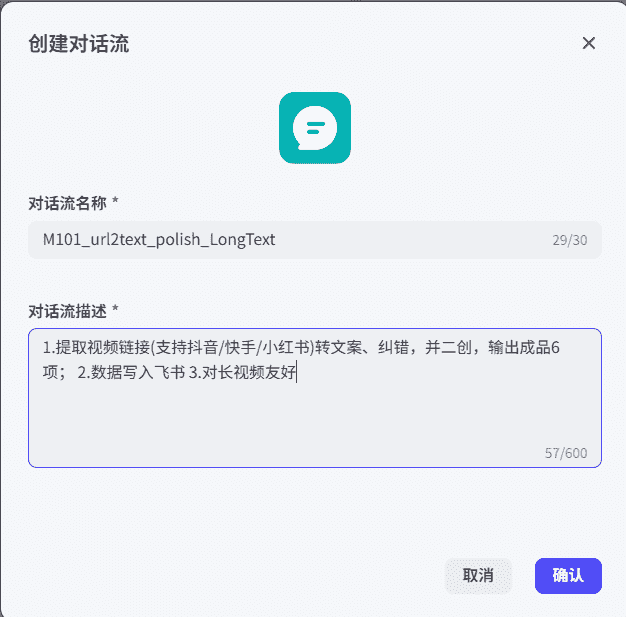 创建对话流
对话流名称 *
M101_url2text_polish_LongText
29/30
对话流描述 *
1.提取视频链接(支持抖音/快手/小红书)转文案、纠错，并二创，输出成品6
项； 2.数据写入飞书 3.对长视频友好
57/600
取消
确认